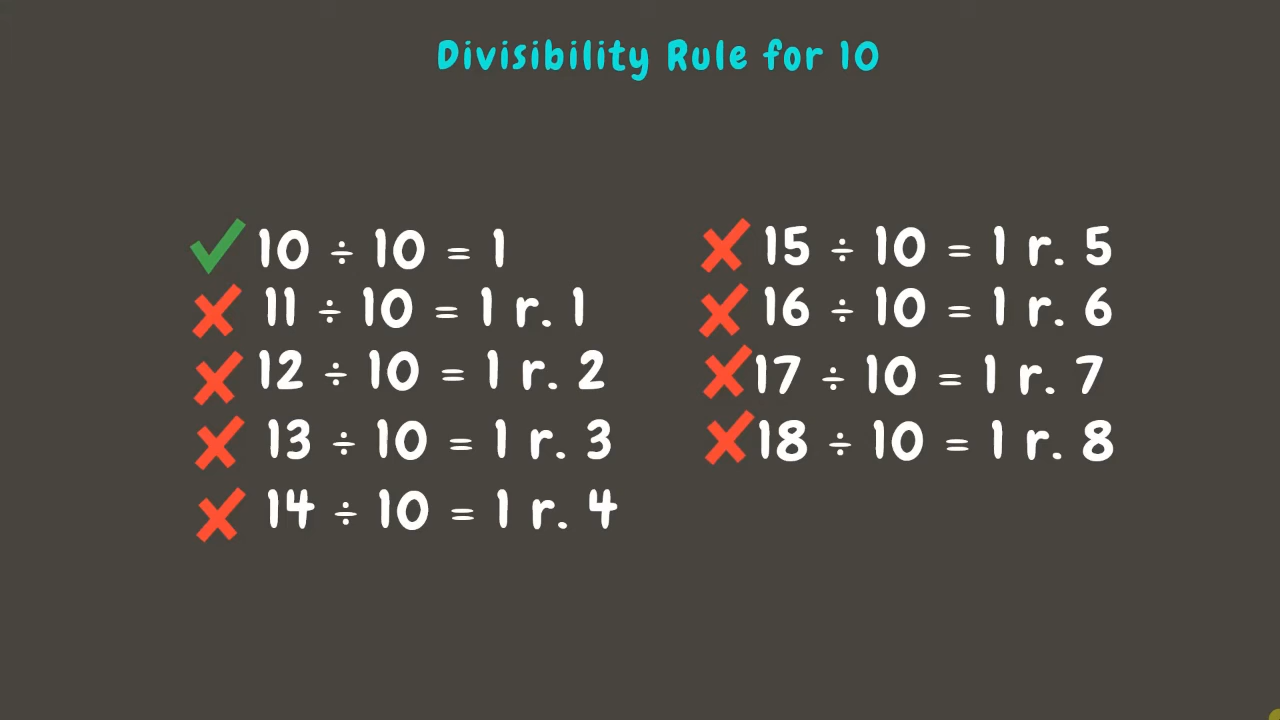 Divisibility Rule for 10
10 ÷ 10 = 1
11 ÷ 10 = 1 r. 1
12 ÷ 10 = 1 r. 2
13 ÷ 10 = 1 r. 3
14 ÷ 10 = 1 r. 4
15 ÷ 10 = 1 r. 5
16 ÷ 10 = 1 r. 6
17 ÷ 10 = 1 r. 7
18 ÷ 10 = 1 r. 8